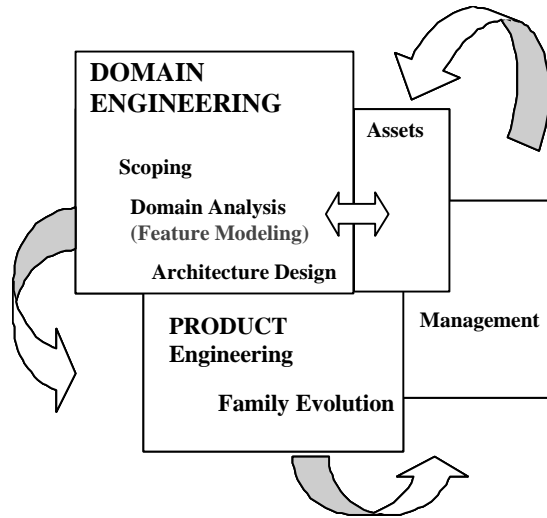 DOMAIN
ENGINEERING
Assets
Scoping
Domain Analysis
(Feature Modeling)
Architecture Design
PRODUCT
Engineering
Management
Family Evolution